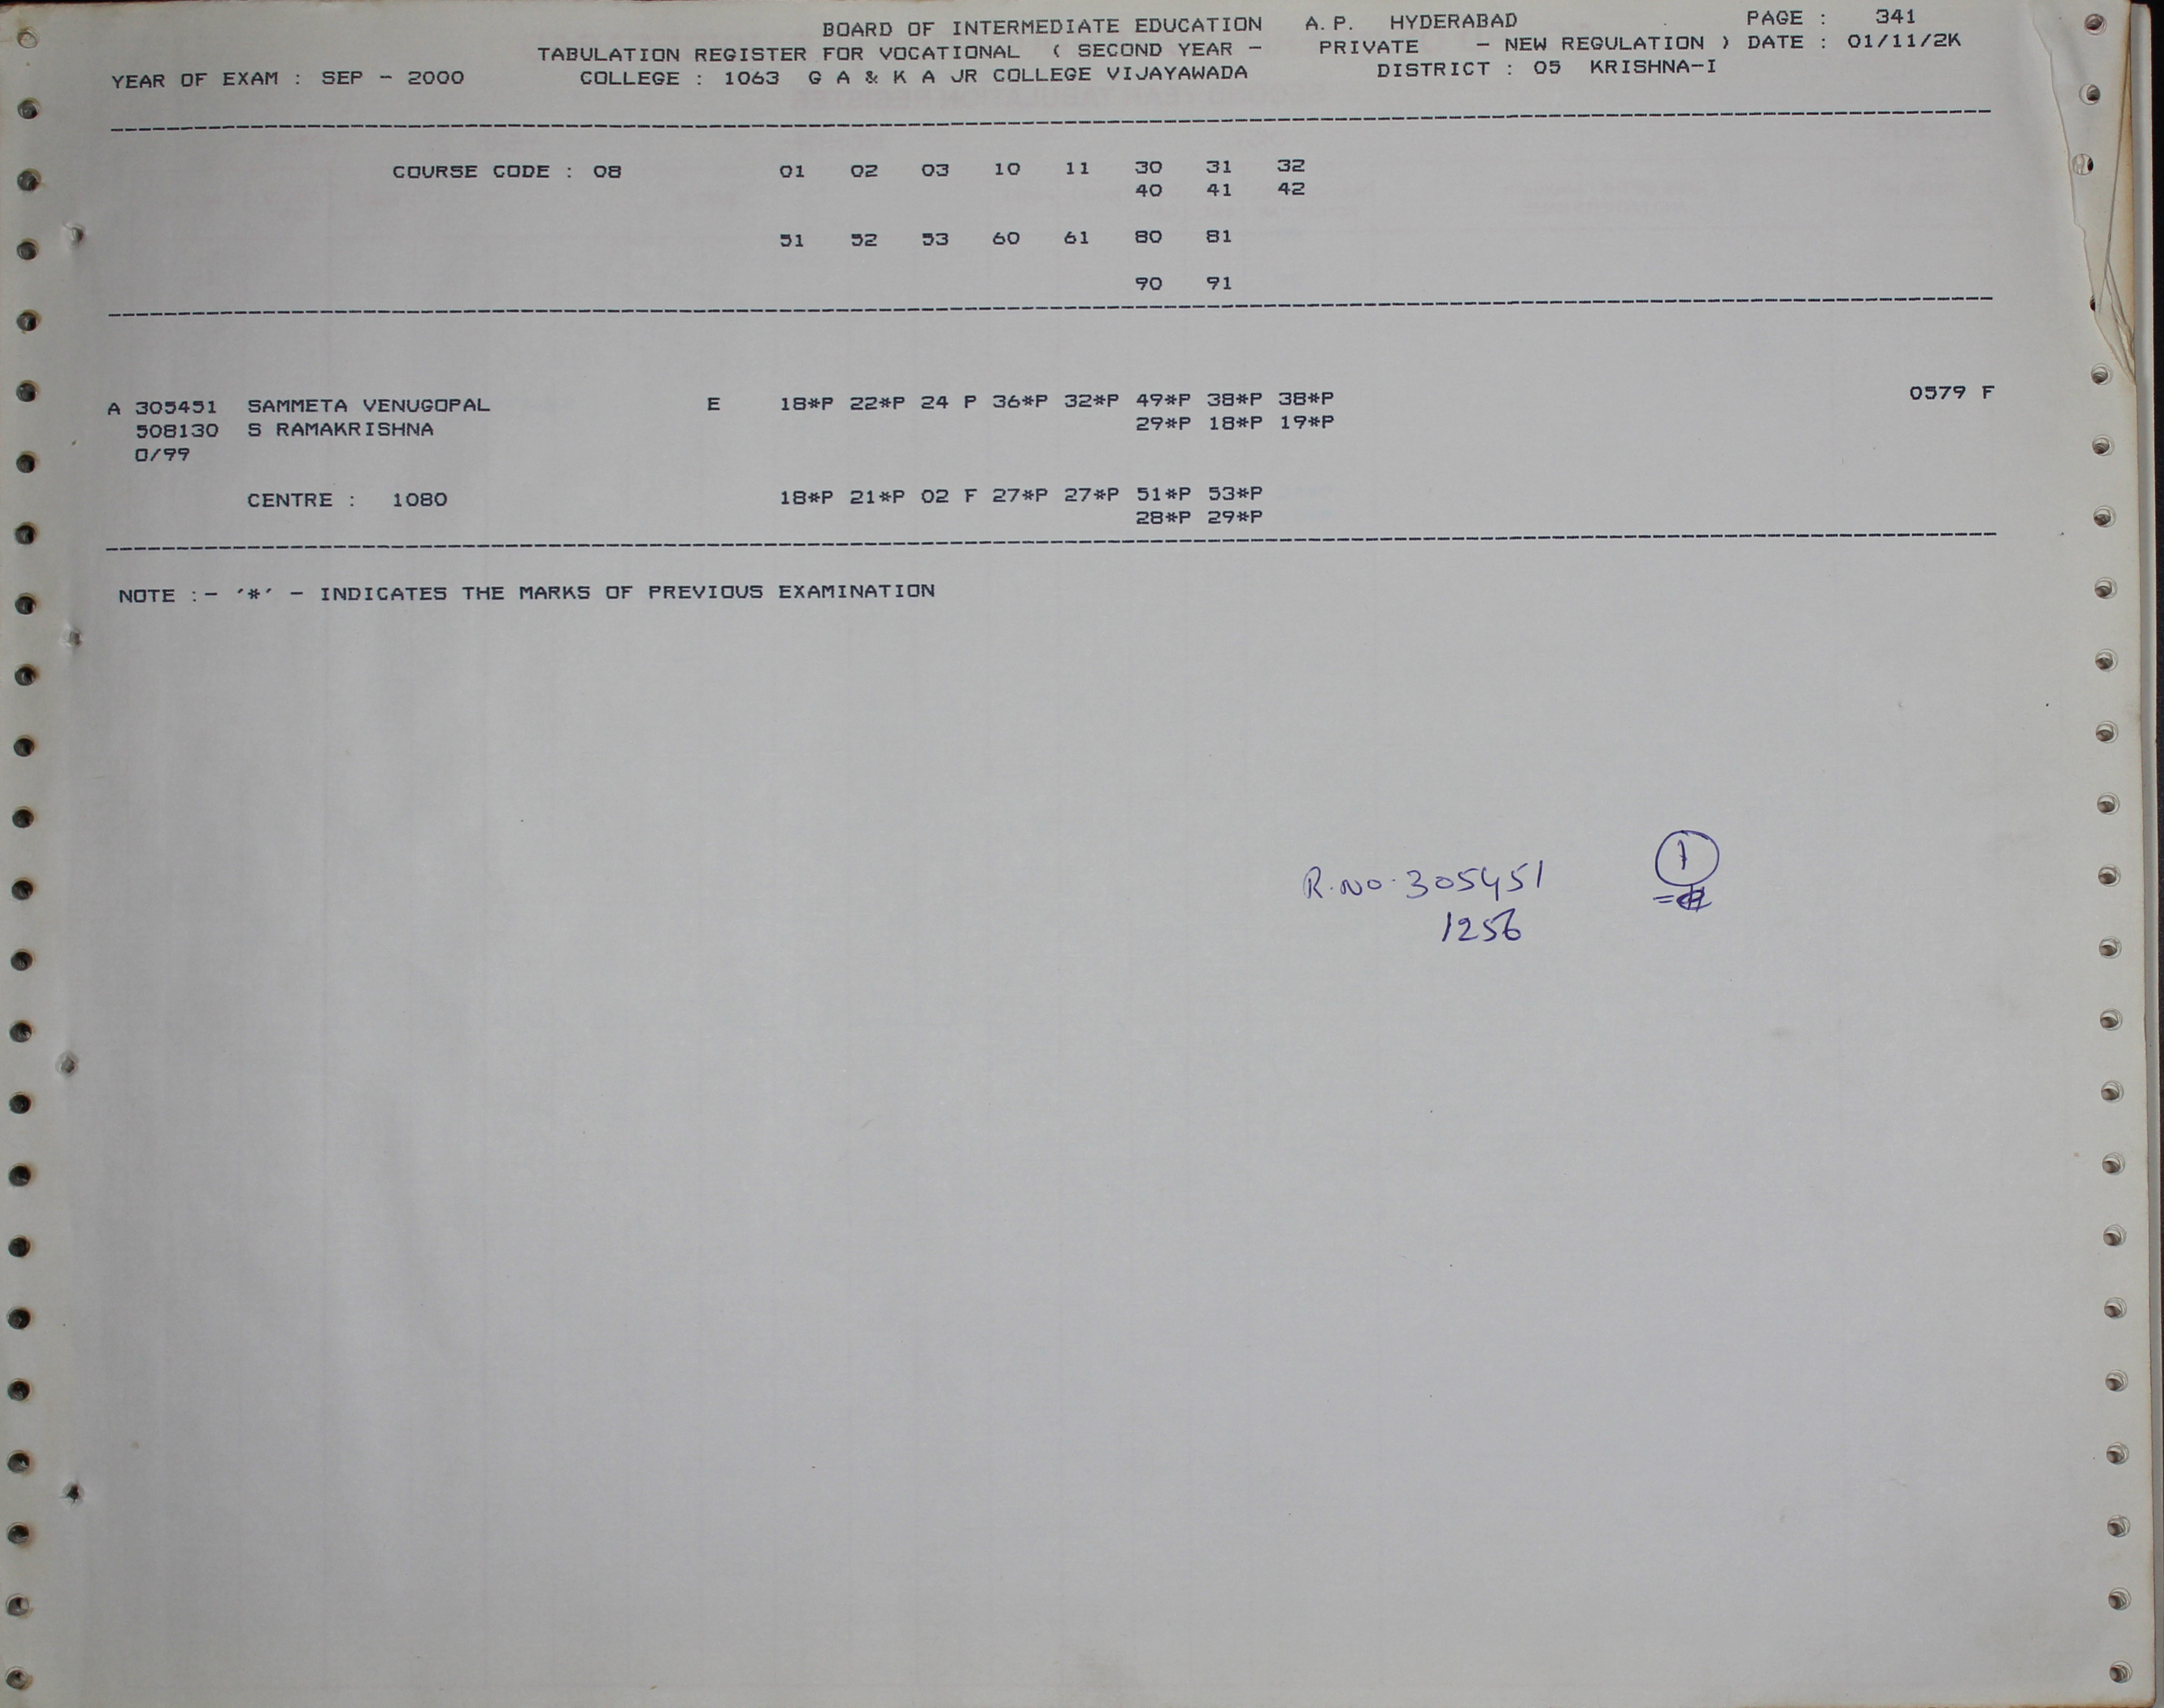 BOARD OF INTERMEDIATE EDUCATION A.P. HYDERABAD PAGE : 341
TABULATION REGISTER FOR VOCATIONAL ( SECOND YEAR - PRIVATE - NEW REGULATION ) DATE : 01/11/2K
YEAR OF EXAM : SEP - 2000 COLLEGE : 1063 G A & K A JR COLLEGE VIJAYAWADA DISTRICT : 05 KRISHNA-I
COURSE CODE : 08 01 02 03 10 11 30 31 32
40 41 42
51 52 53 60 61 80 81
90 91
A 305451 SAMMETA VENUGOPAL E 18*P 22*P 24 P 36*P 32*P 49*P 38*P 38*P 0579 F
508130 S RAMAKRISHNA 29*P 18*P 19*P
0/99
CENTRE : 1080 18*P 21*P 02 F 27*P 27*P 51*P 53*P
28*P 29*P
NOTE :- '*' - INDICATES THE MARKS OF PREVIOUS EXAMINATION
R.NO. 305451 1
1256